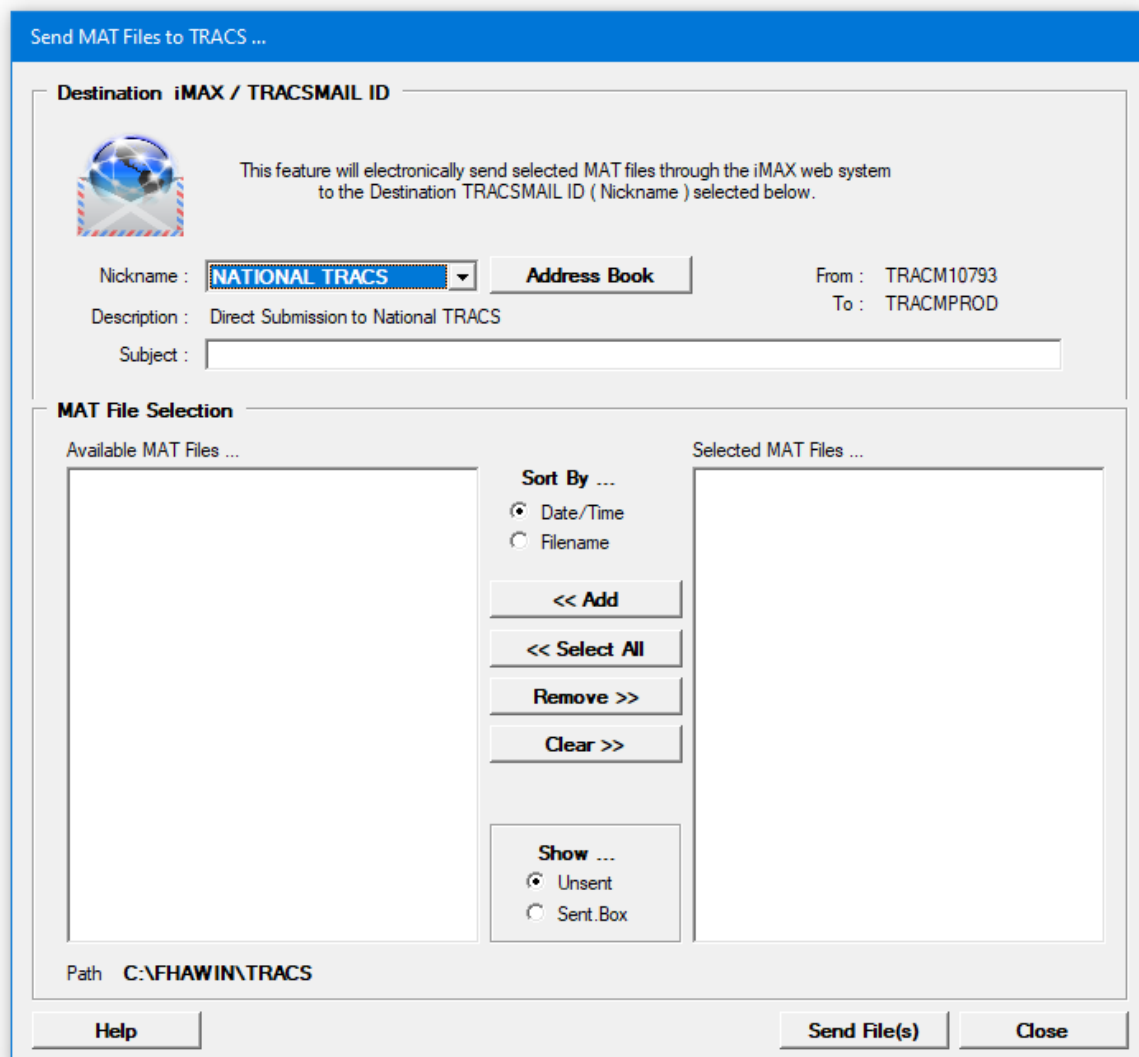 Send MAT Files to TRACS ...
Destination iMAX / TRACSMAIL ID
This feature will electronically send selected MAT files through the iMAX web system
to the Destination TRACSMAIL ID ( Nickname ) selected below.
Nickname : NATIONAL TRACS Address Book From : TRACM10793
To : TRACMPROD
Description : Direct Submission to National TRACS
Subject :
MAT File Selection
Available MAT Files ... Selected MAT Files ...
Sort By ...
Date/Time
Filename
<< Add
<< Select All
Remove >>
Clear >>
Show ...
Unsent
Sent.Box
Path C:\FHAWIN\TRACS
Help Send File(s) Close